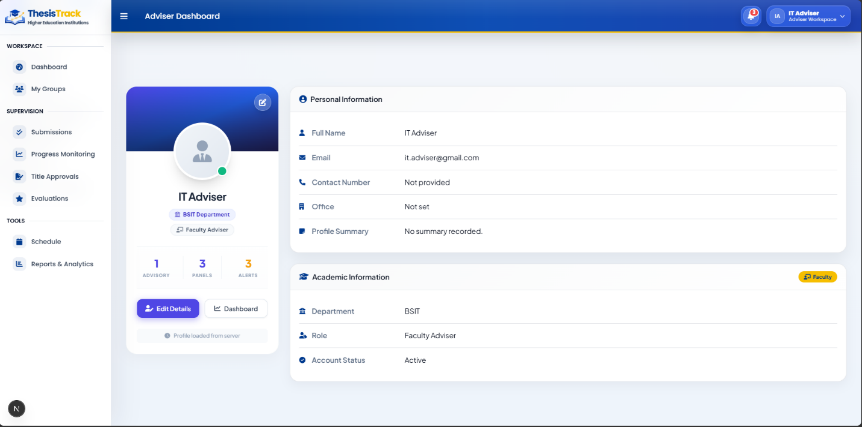 ThesisTrack
Higher Education Institutions
WORKSPACE
Dashboard
My Groups
SUPERVISION
Submissions
Progress Monitoring
Title Approvals
Evaluations
TOOLS
Schedule
Reports & Analytics
N
Adviser Dashboard
3
IA
IT Adviser
Adviser Workspace
IT Adviser
BSIT Department
Faculty Adviser
1 3 3
ADVISORY PANELS ALERTS
Edit Details Dashboard
Profile loaded from server
Personal Information
Full Name IT Adviser
Email it.adviser@gmail.com
Contact Number Not provided
Office Not set
Profile Summary No summary recorded.
Academic Information Faculty
Department BSIT
Role Faculty Adviser
Account Status Active